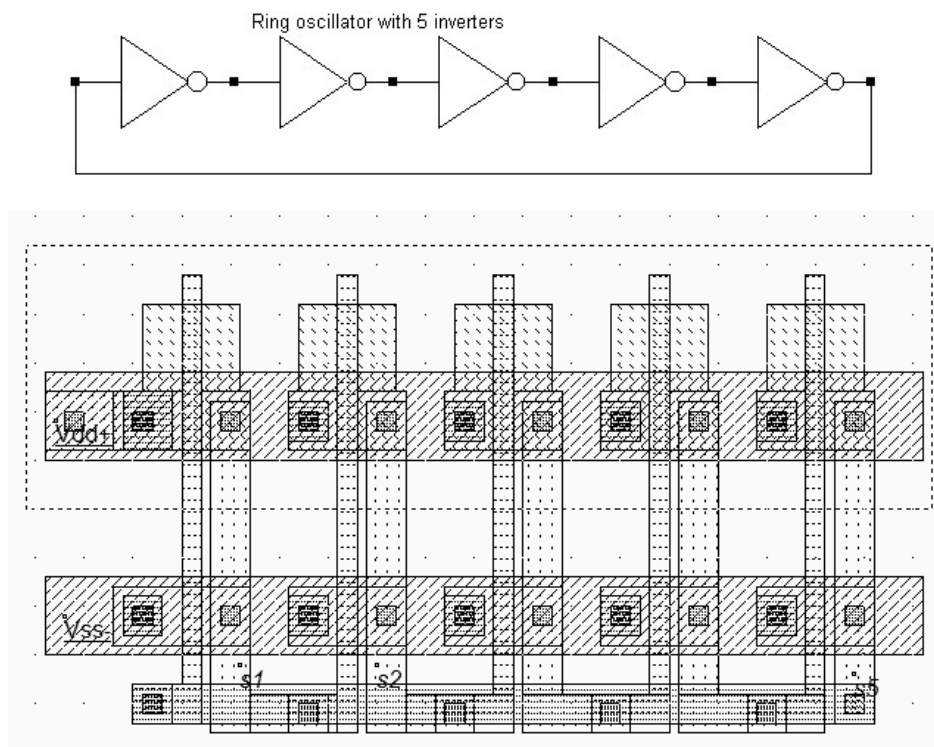 Ring oscillator with 5 inverters
Vdd+
Vss-
s1
s2
s5